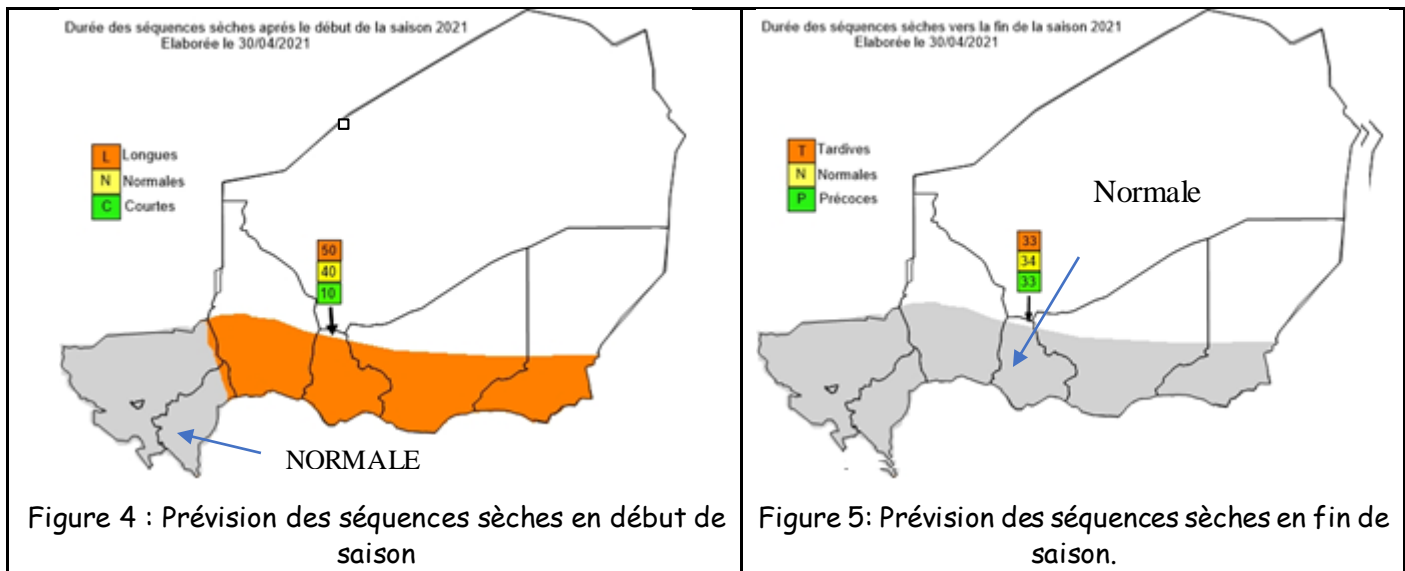 Durée des séquences sèches aprés le début de la saison 2021
Elaborée le 30/04/2021
L Longues
N Normales
C Courtes
50
40
10
NORMALE
Figure 4 : Prévision des séquences sèches en début de
saison
Durée des séquences sèches vers la fin de la saison 2021
Elaborée le 30/04/2021
T Tardives
N Normales
P Précoces
Normale
33
34
33
Figure 5: Prévision des séquences sèches en fin de
saison.